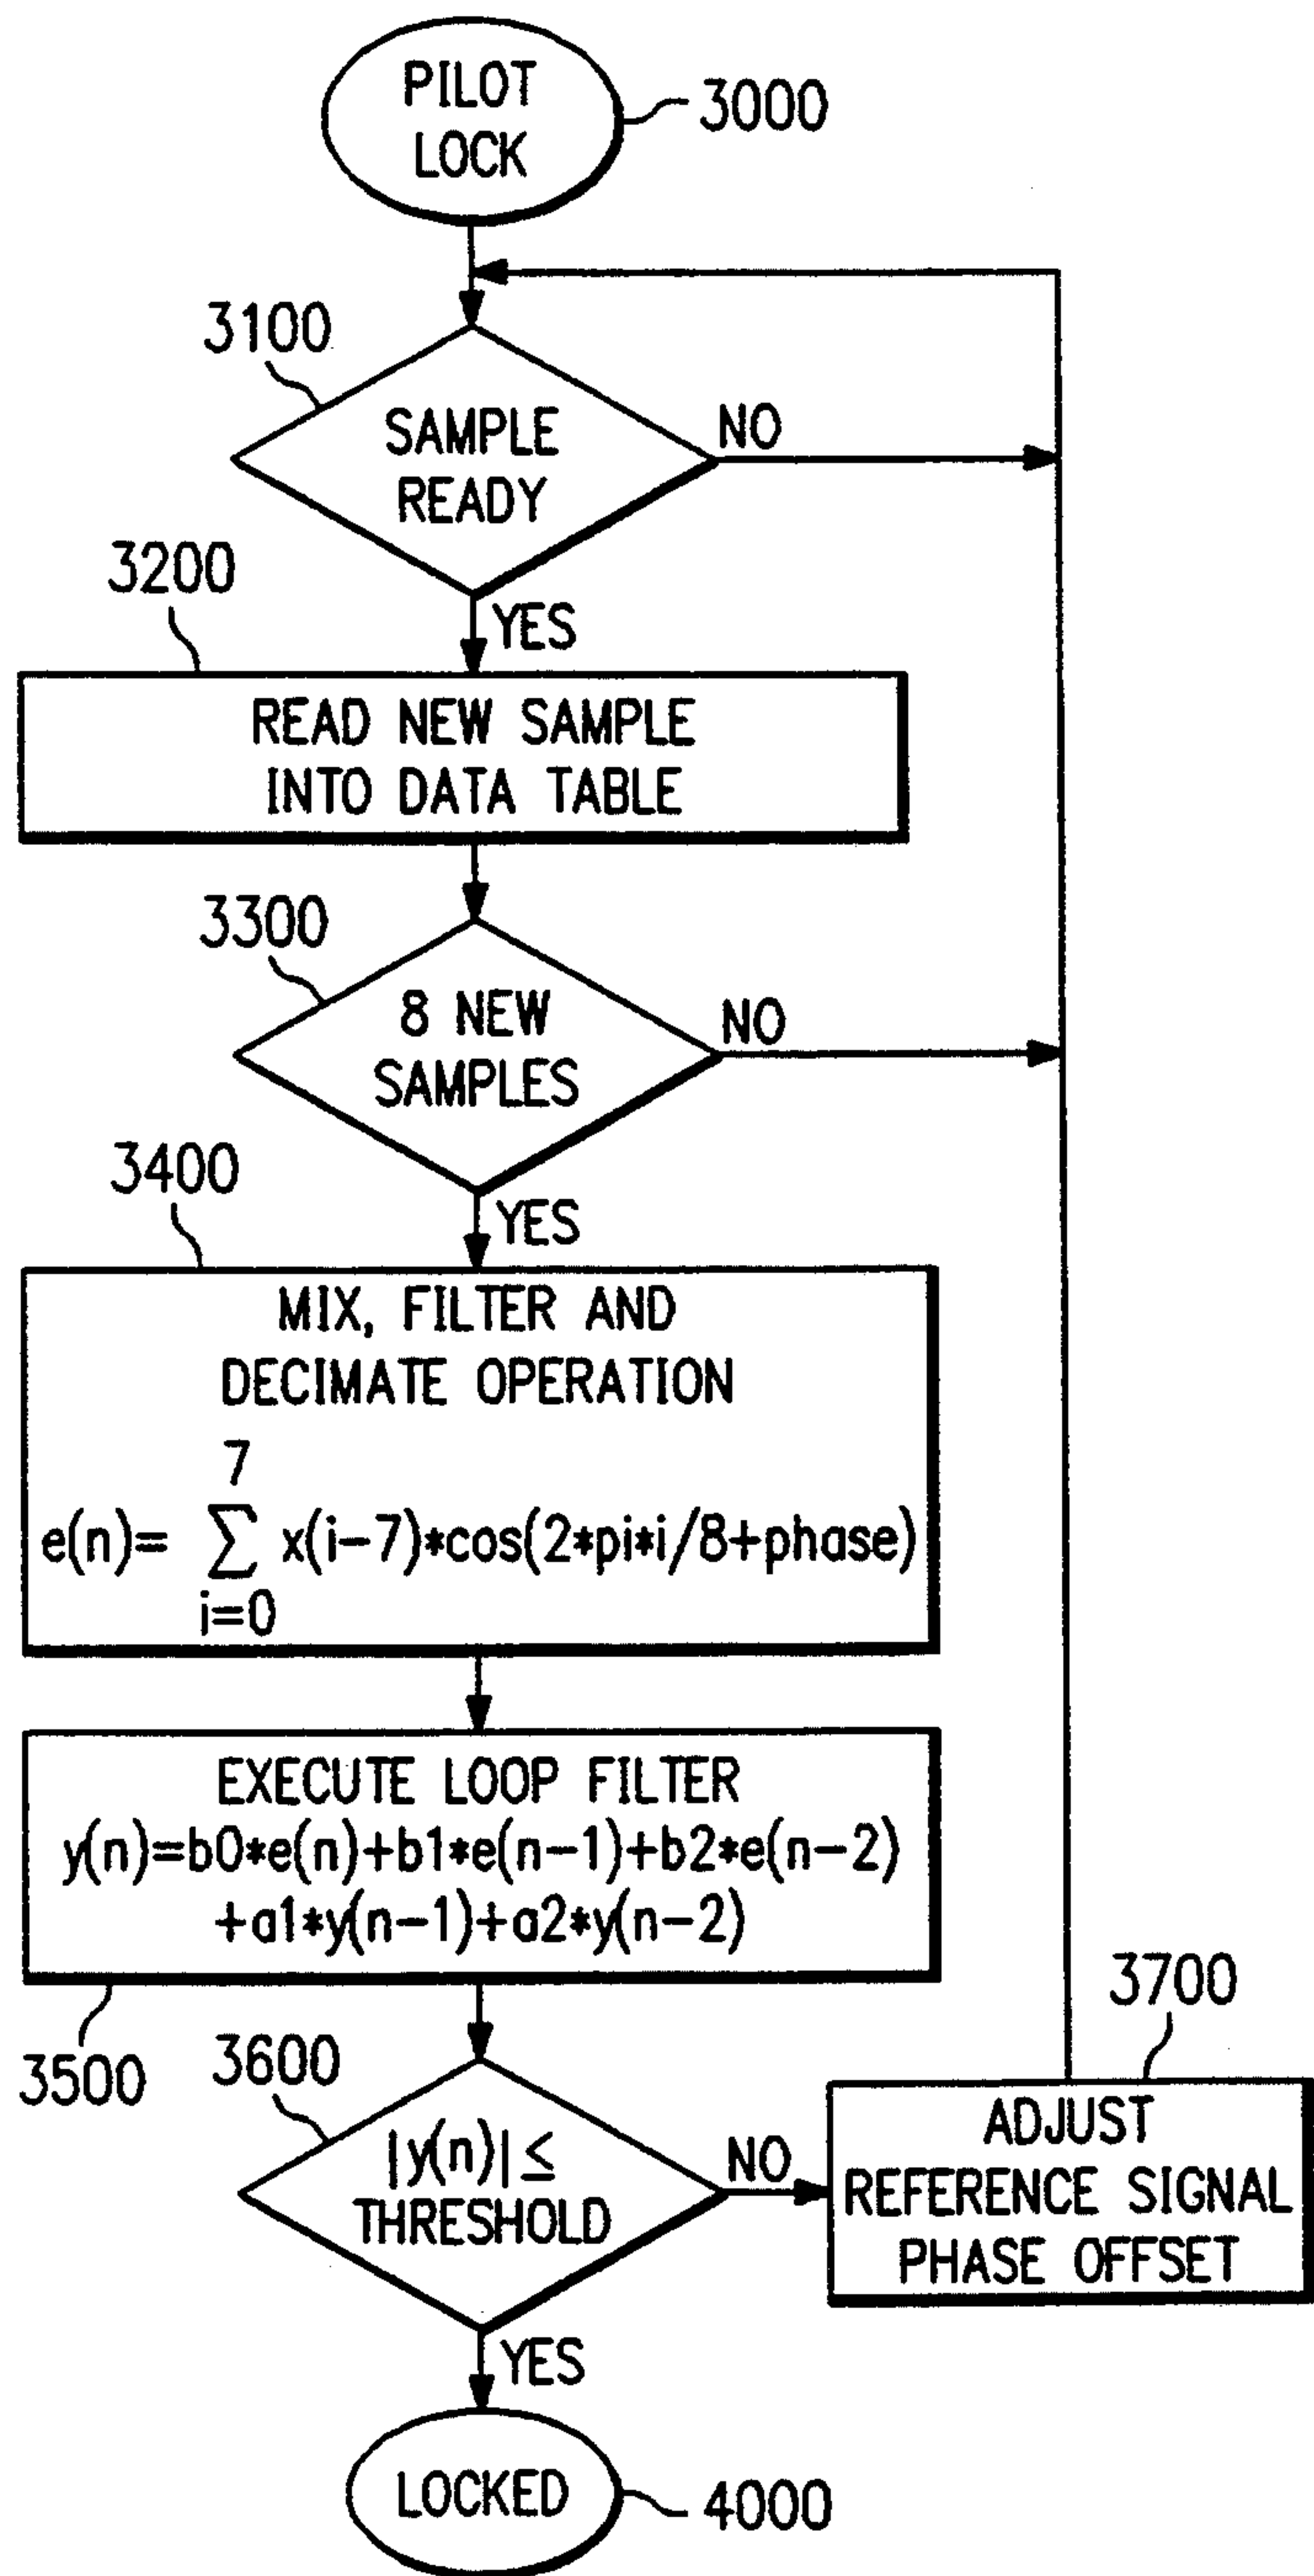 PILOT
LOCK
3000
3100
SAMPLE
READY
NO
YES
3200
READ NEW SAMPLE
INTO DATA TABLE
3300
8 NEW
SAMPLES
NO
YES
3400
MIX, FILTER AND
DECIMATE OPERATION
7
e(n)= ∑ x(i-7)*cos(2*pi*i/8+phase)
i=0
EXECUTE LOOP FILTER
y(n)=b0*e(n)+b1*e(n-1)+b2*e(n-2)
+a1*y(n-1)+a2*y(n-2)
3500
3600
|y(n)| ≤
THRESHOLD
NO
YES
3700
ADJUST
REFERENCE SIGNAL
PHASE OFFSET
LOCKED
4000